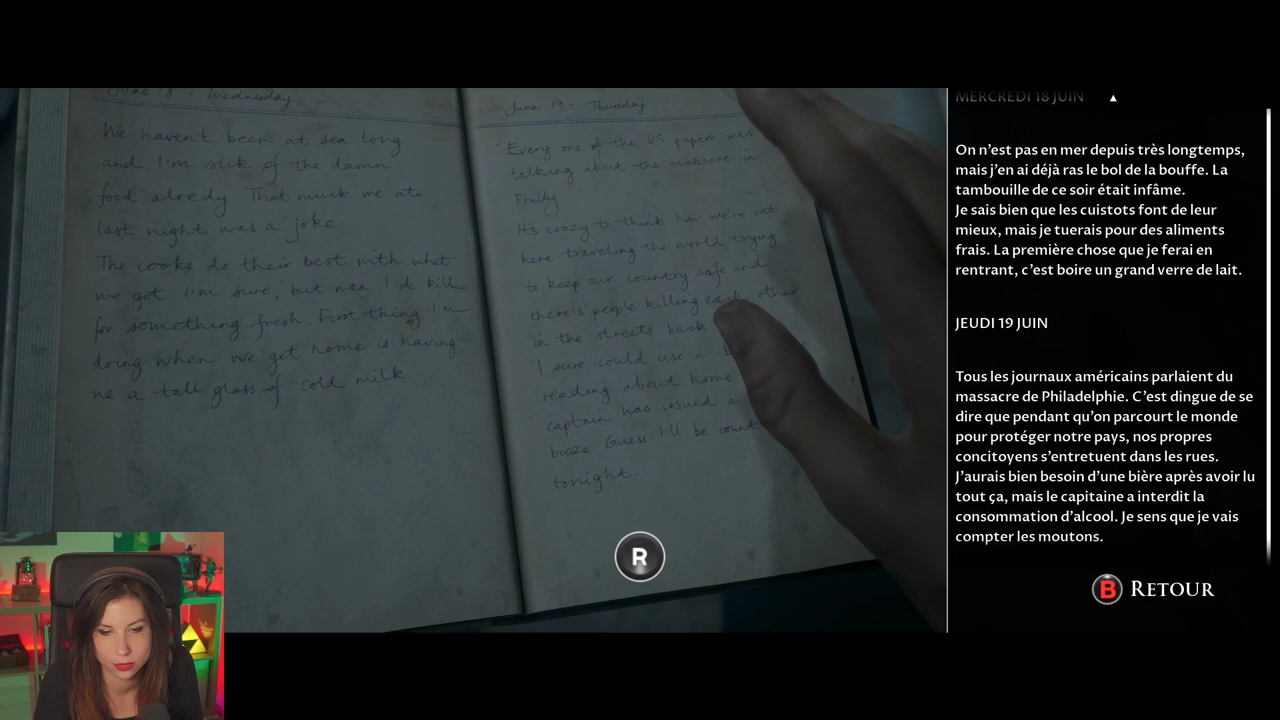 June 18 - Wednesday
We haven't been at sea long
and I'm sick of the damn
food alredy. That muck we ate
last night was a joke.
The cooks do their best with what
we got I'm sure, but man I'd kill
for something fresh. First thing I'm
doing when we get home is having
me a tall glass of cold milk.
June 19 - Thursday
Every one of the US papers was
talking about the massacre in
Philly
It's crazy to think how we're out
here traveling the world trying
to keep our country safe and
there's people killing each other
in the streets back
I sure could use a
reading about home
captain has issued a
booze Guess I'll be count
tonight.
R
MERCREDI 18 JUIN ▲
On n'est pas en mer depuis très longtemps,
mais j'en ai déjà ras le bol de la bouffe. La
tambouille de ce soir était infâme.
Je sais bien que les cuistots font de leur
mieux, mais je tuerais pour des aliments
frais. La première chose que je ferai en
rentrant, c'est boire un grand verre de lait.
JEUDI 19 JUIN
Tous les journaux américains parlaient du
massacre de Philadelphie. C'est dingue de se
dire que pendant qu'on parcourt le monde
pour protéger notre pays, nos propres
concitoyens s'entretuent dans les rues.
J'aurais bien besoin d'une bière après avoir lu
tout ça, mais le capitaine a interdit la
consommation d'alcool. Je sens que je vais
compter les moutons.
B RETOUR